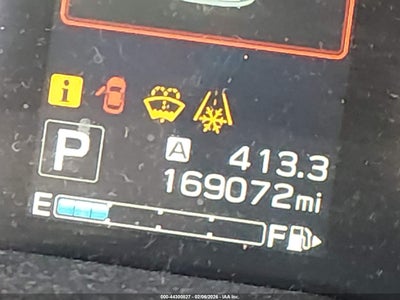 i
P A 413.3
169072mi
E F
000-44300827 - 02/06/2026 - IAA Inc.